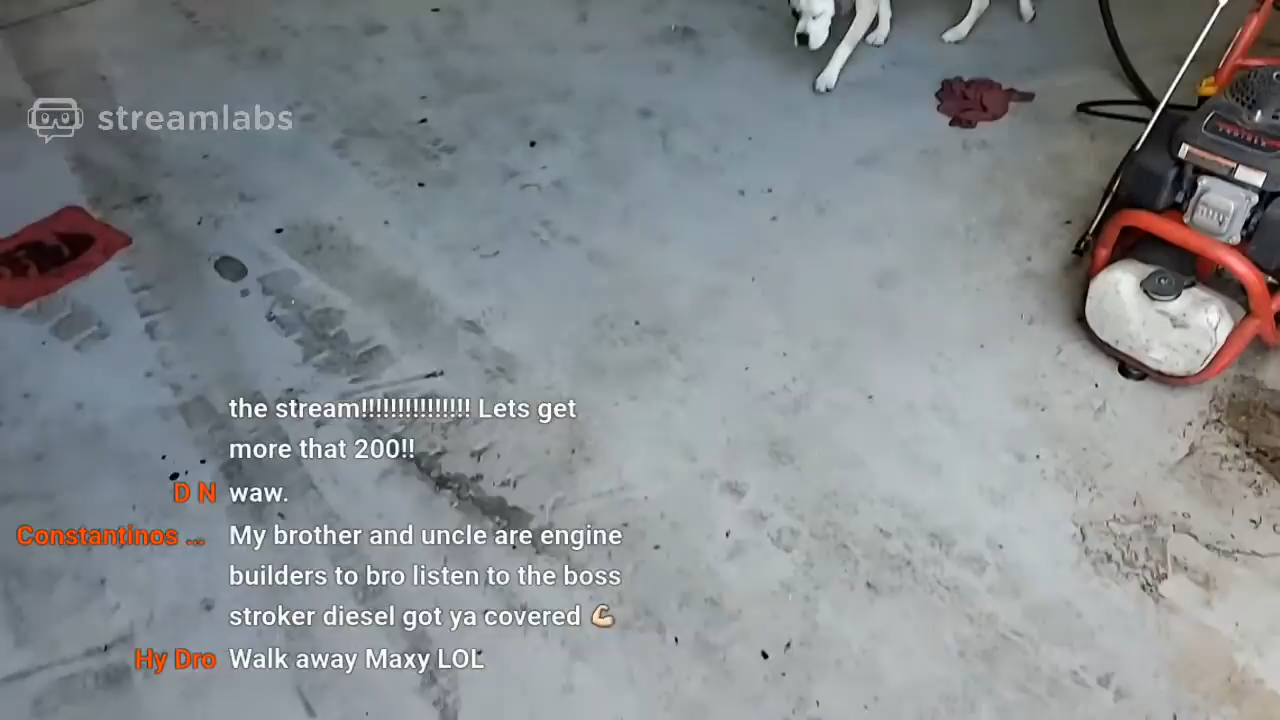 streamlabs
the stream!!!!!!!!!!!!!!! Lets get
more that 200!!
D N waw.
Constantinos ... My brother and uncle are engine
builders to bro listen to the boss
stroker diesel got ya covered 💪🏻
Hy Dro Walk away Maxy LOL